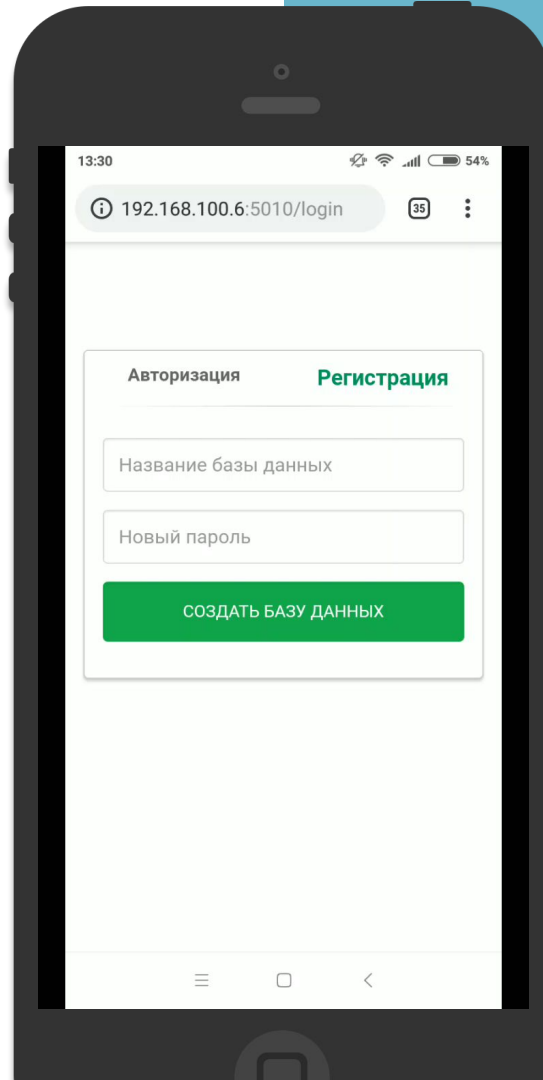 13:30 54%
192.168.100.6:5010/login 35
Авторизация Регистрация
Название базы данных
Новый пароль
СОЗДАТЬ БАЗУ ДАННЫХ